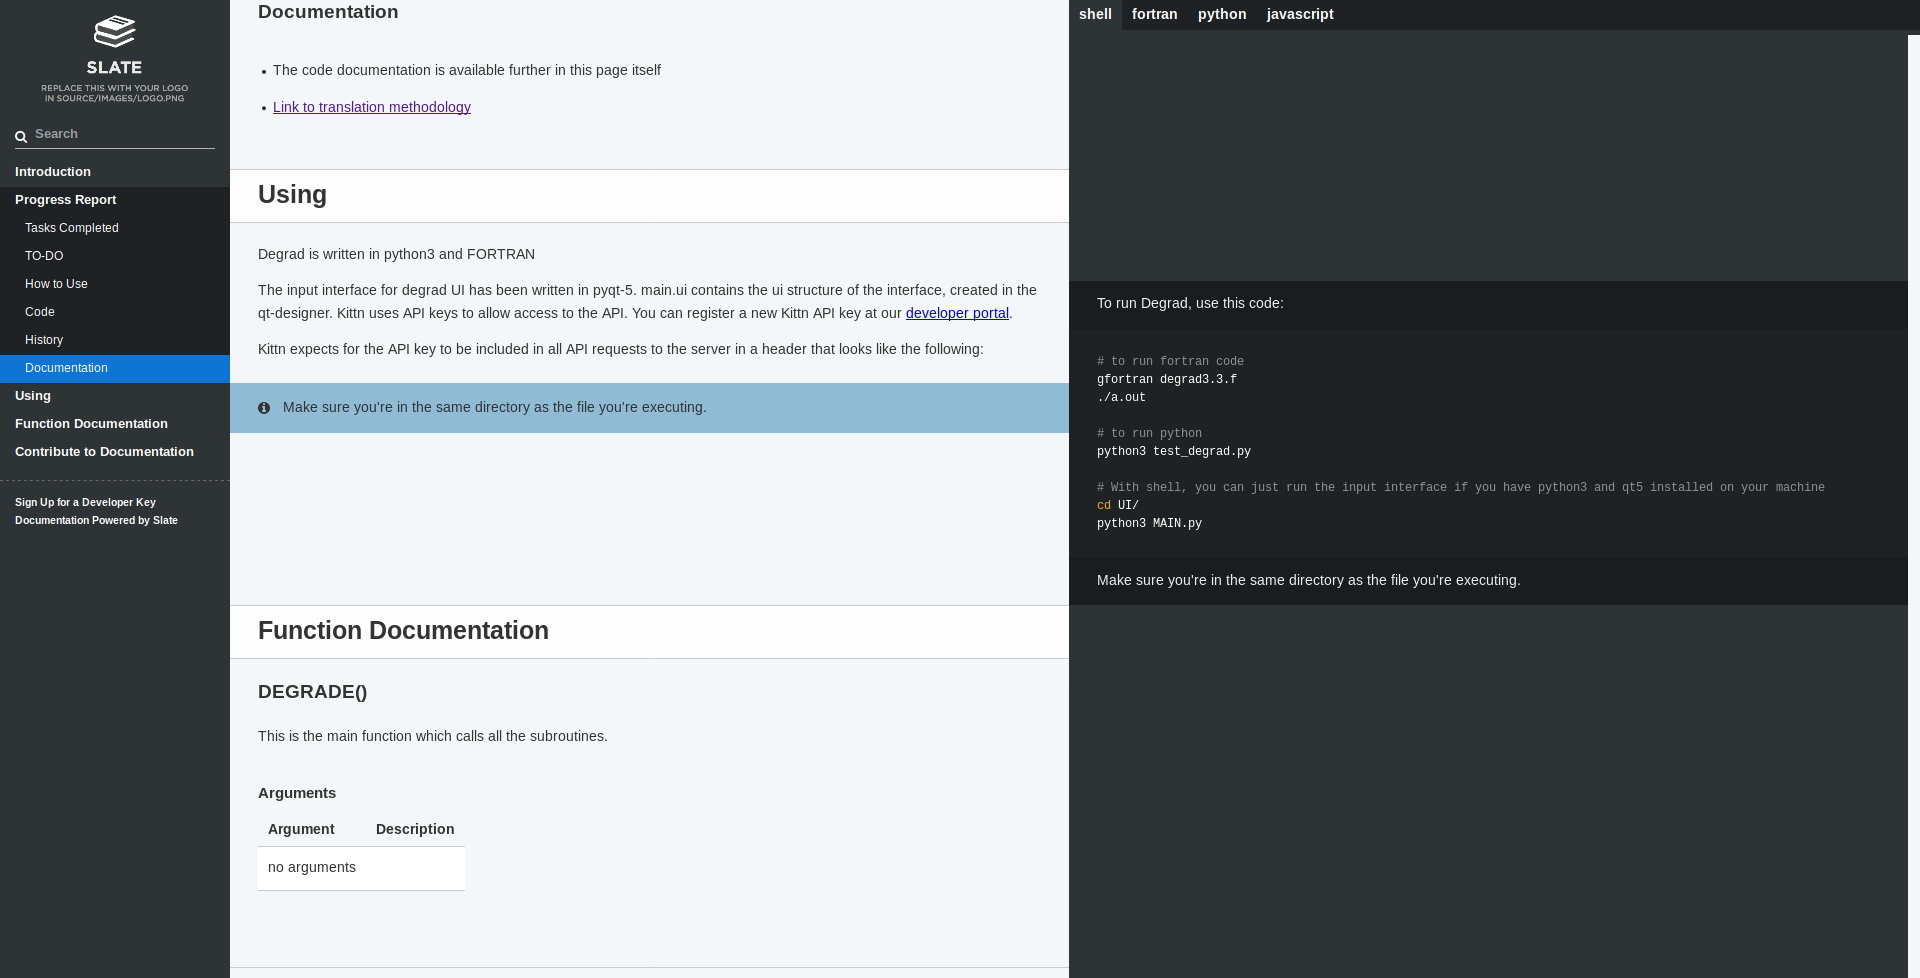 SLATE
REPLACE THIS WITH YOUR LOGO
IN SOURCE/IMAGES/LOGO.PNG
Search
Introduction
Progress Report
Tasks Completed
TO-DO
How to Use
Code
History
Documentation
Using
Function Documentation
Contribute to Documentation
Sign Up for a Developer Key
Documentation Powered by Slate
Documentation
• The code documentation is available further in this page itself
• Link to translation methodology
Using
Degrad is written in python3 and FORTRAN
The input interface for degrad UI has been written in pyqt-5. main.ui contains the ui structure of the interface, created in the
qt-designer. Kittn uses API keys to allow access to the API. You can register a new Kittn API key at our developer portal.
Kittn expects for the API key to be included in all API requests to the server in a header that looks like the following:
Make sure you're in the same directory as the file you're executing.
Function Documentation
DEGRADE()
This is the main function which calls all the subroutines.
Arguments
Argument Description
no arguments
shell fortran python javascript
To run Degrad, use this code:
# to run fortran code
gfortran degrad3.3.f
./a.out
# to run python
python3 test_degrad.py
# With shell, you can just run the input interface if you have python3 and qt5 installed on your machine
cd UI/
python3 MAIN.py
Make sure you're in the same directory as the file you're executing.